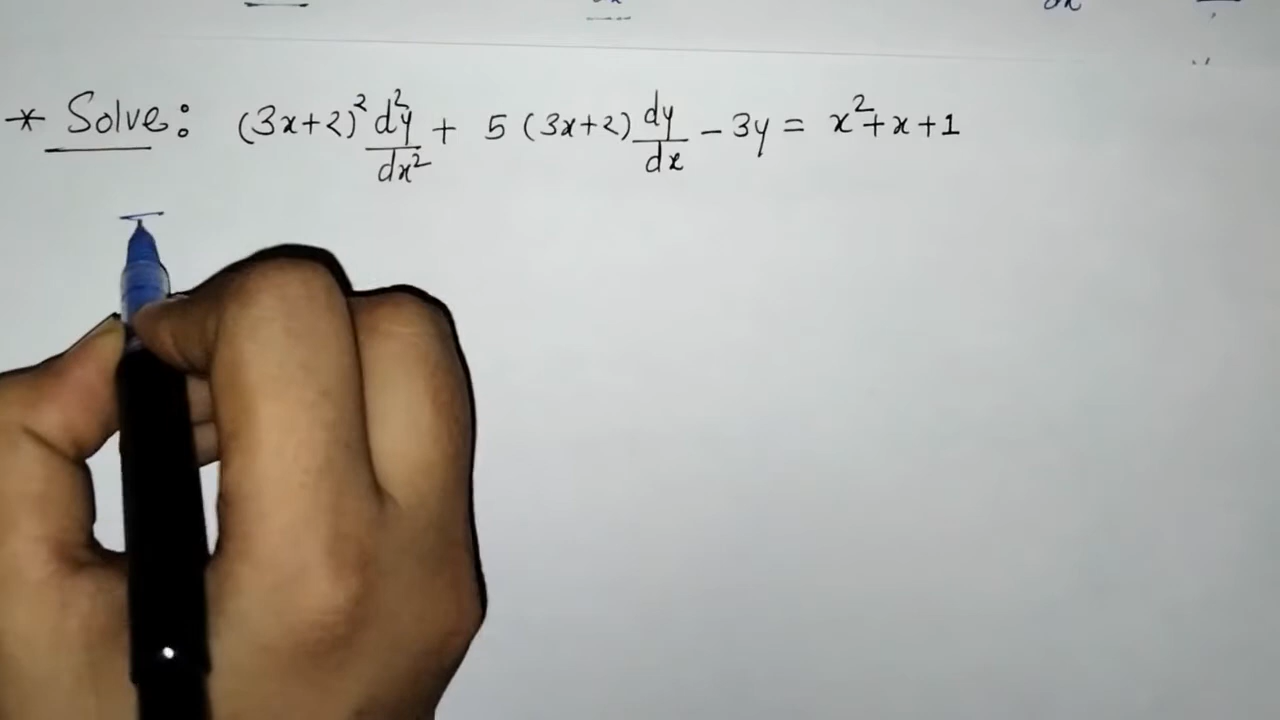 * Solve: (3x+2)² d²y/dx² + 5 (3x+2) dy/dx - 3y = x²+x+1